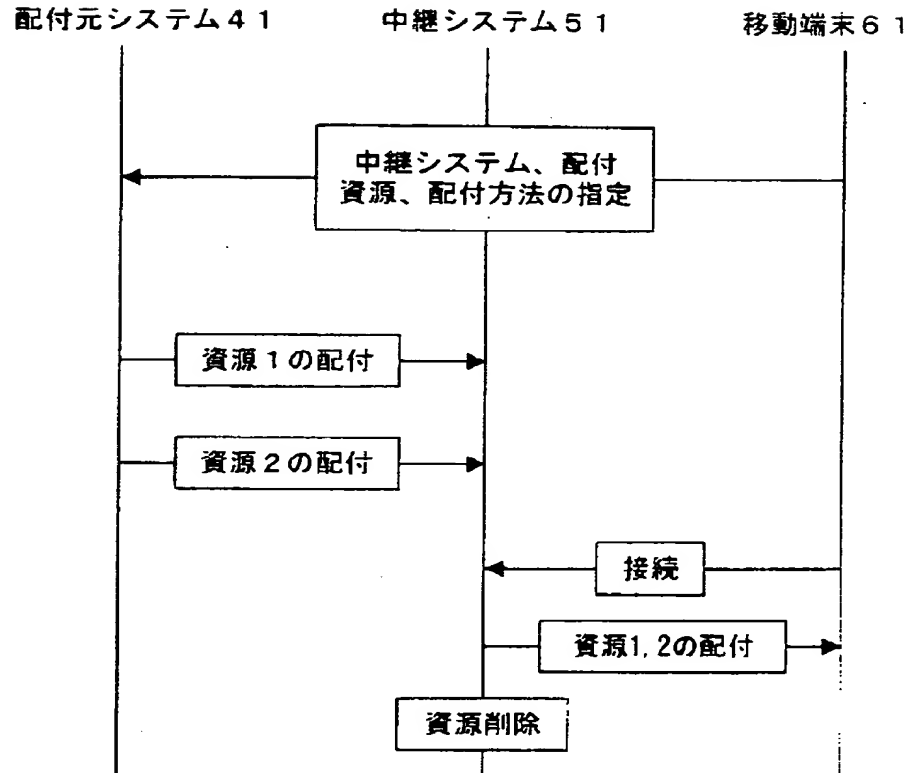 配付元システム４１
中継システム５１
移動端末６１
中継システム、配付
資源、配付方法の指定
資源１の配付
資源２の配付
接続
資源1,2の配付
資源削除